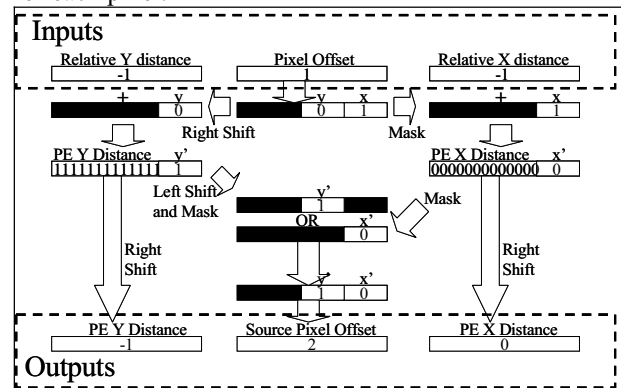 Inputs
Relative Y distance Pixel Offset Relative X distance
-1 1 -1
+ y y x + x
0 0 1 1
Right Shift Mask
PE Y Distance y' PE X Distance x'
1111111111111 1 0000000000000 0
Left Shift and Mask
y' Mask
1
OR x'
0
Right Shift Right Shift
y' x'
1 0
PE Y Distance Source Pixel Offset PE X Distance
-1 2 0
Outputs